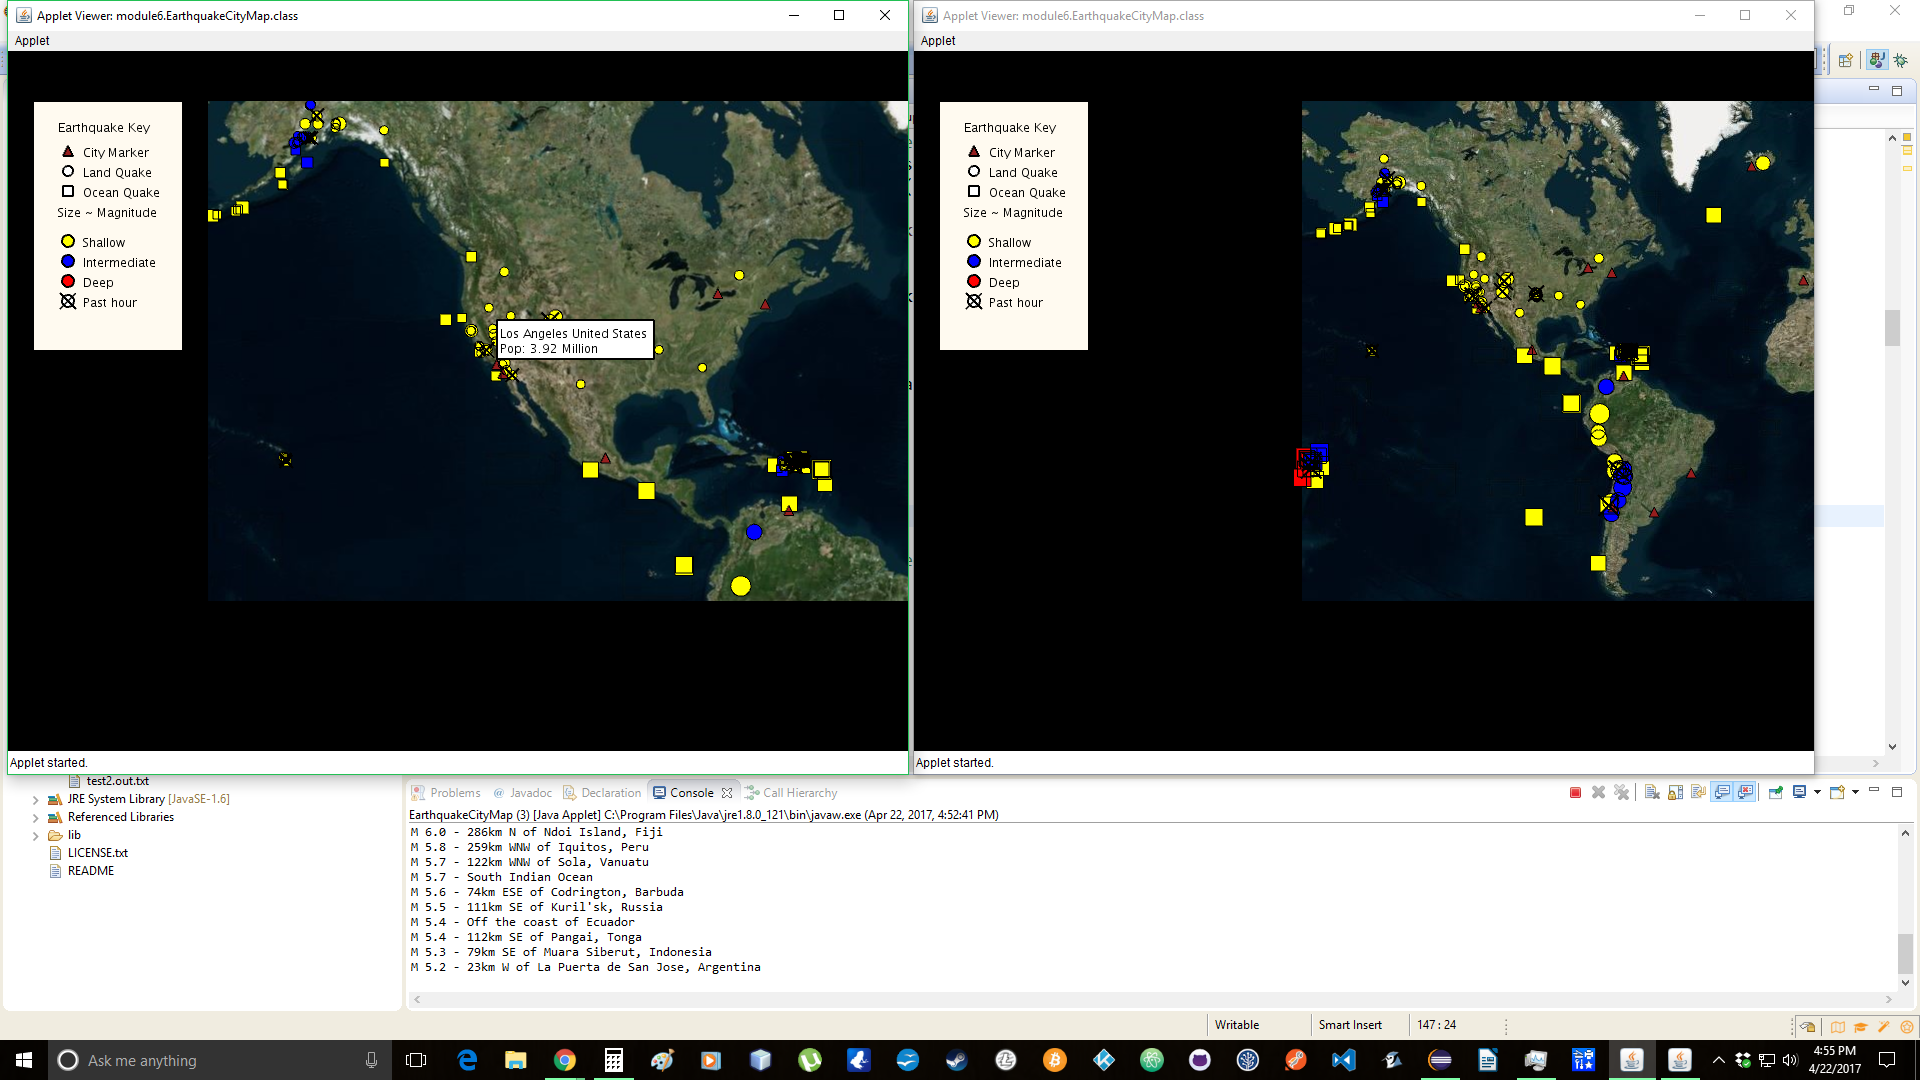 Applet Viewer: module6.EarthquakeCityMap.class
Applet
Earthquake Key
City Marker
Land Quake
Ocean Quake
Size ~ Magnitude
Shallow
Intermediate
Deep
Past hour
Los Angeles United States
Pop: 3.92 Million
Applet started.
Applet Viewer: module6.EarthquakeCityMap.class
Applet
Earthquake Key
City Marker
Land Quake
Ocean Quake
Size ~ Magnitude
Shallow
Intermediate
Deep
Past hour
Applet started.
test2.out.txt
JRE System Library [JavaSE-1.6]
Referenced Libraries
lib
LICENSE.txt
README
Problems @ Javadoc Declaration Console Call Hierarchy
EarthquakeCityMap (3) [Java Applet] C:\Program Files\Java\jre1.8.0_121\bin\javaw.exe (Apr 22, 2017, 4:52:41 PM)
M 6.0 - 286km N of Ndoi Island, Fiji
M 5.8 - 259km WNW of Iquitos, Peru
M 5.7 - 122km WNW of Sola, Vanuatu
M 5.7 - South Indian Ocean
M 5.6 - 74km ESE of Codrington, Barbuda
M 5.5 - 111km SE of Kuril'sk, Russia
M 5.4 - Off the coast of Ecuador
M 5.4 - 112km SE of Pangai, Tonga
M 5.3 - 79km SE of Muara Siberut, Indonesia
M 5.2 - 23km W of La Puerta de San Jose, Argentina
Writable
Smart Insert
147 : 24
Ask me anything
4:55 PM
4/22/2017